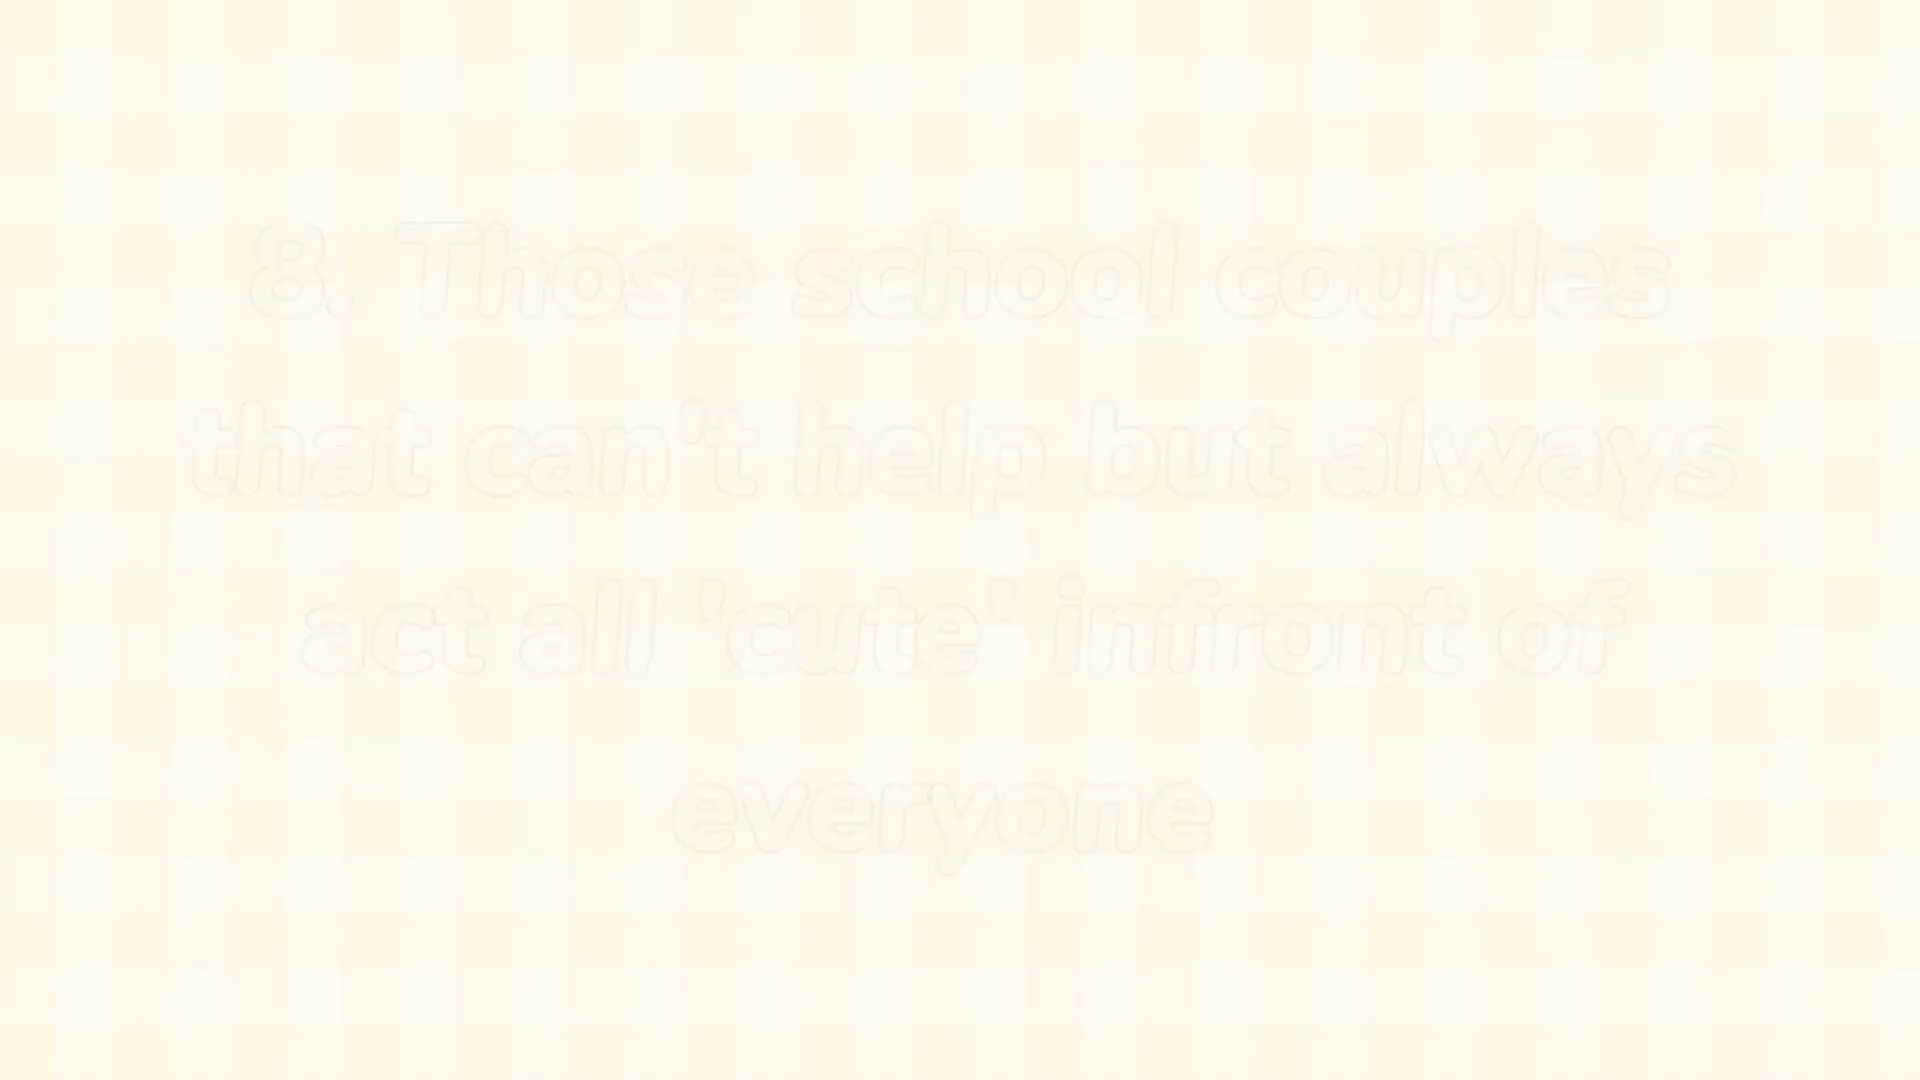 8. Those school couples
that can't help but always
act all 'cute' infront of
everyone